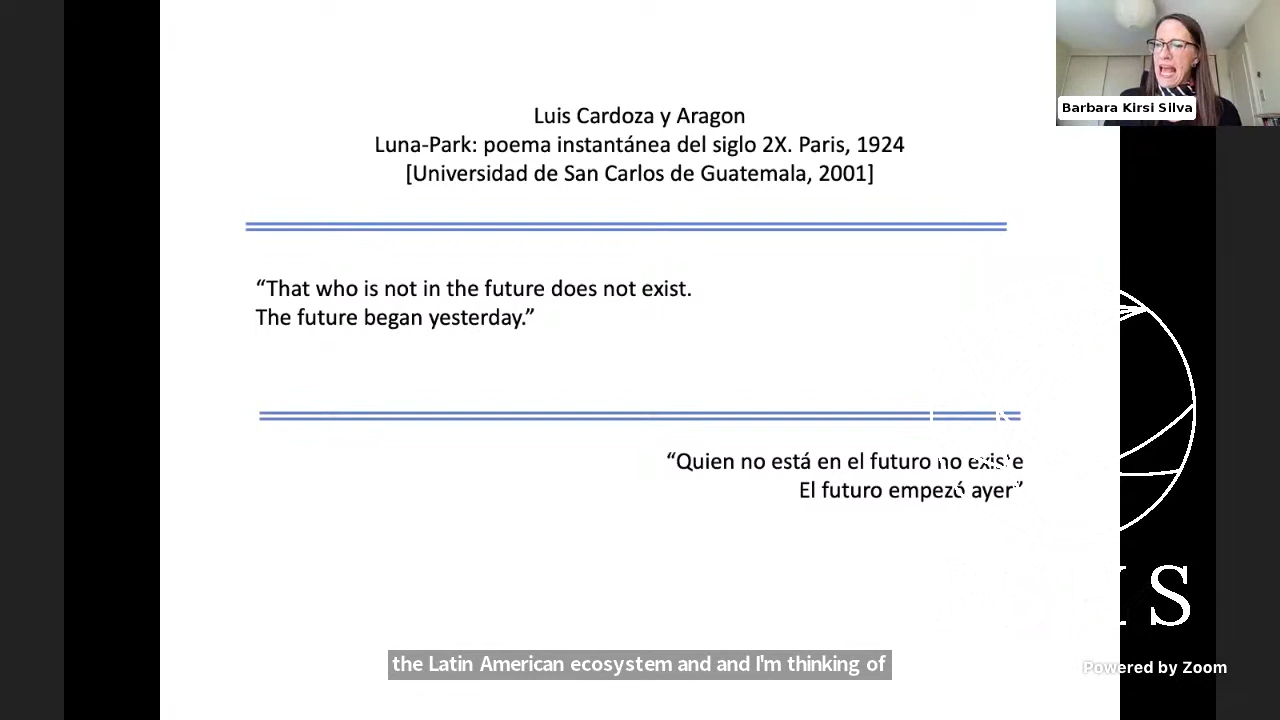 Barbara Kirsi Silva
Luis Cardoza y Aragon
Luna-Park: poema instantánea del siglo 2X. Paris, 1924
[Universidad de San Carlos de Guatemala, 2001]
“That who is not in the future does not exist.
The future began yesterday.”
“Quien no está en el futuro no existe
El futuro empezó ayer”
S
the Latin American ecosystem and and I'm thinking of
Powered by Zoom